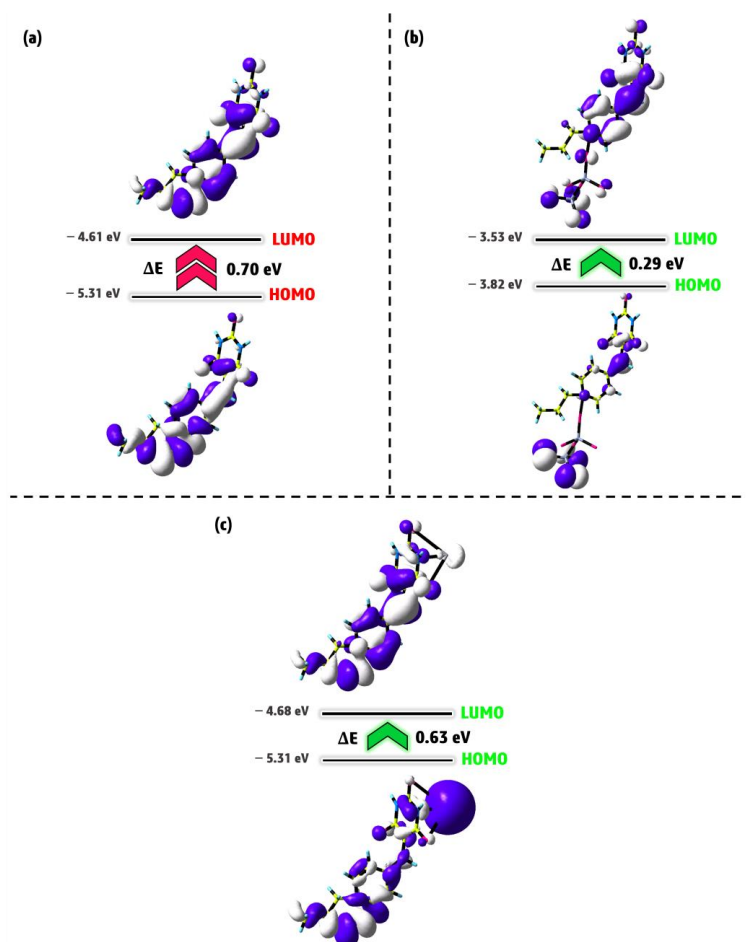 (a)
− 4.61 eV LUMO
ΔE 0.70 eV
− 5.31 eV HOMO
(b)
− 3.53 eV LUMO
ΔE 0.29 eV
− 3.82 eV HOMO
(c)
− 4.68 eV LUMO
ΔE 0.63 eV
− 5.31 eV HOMO